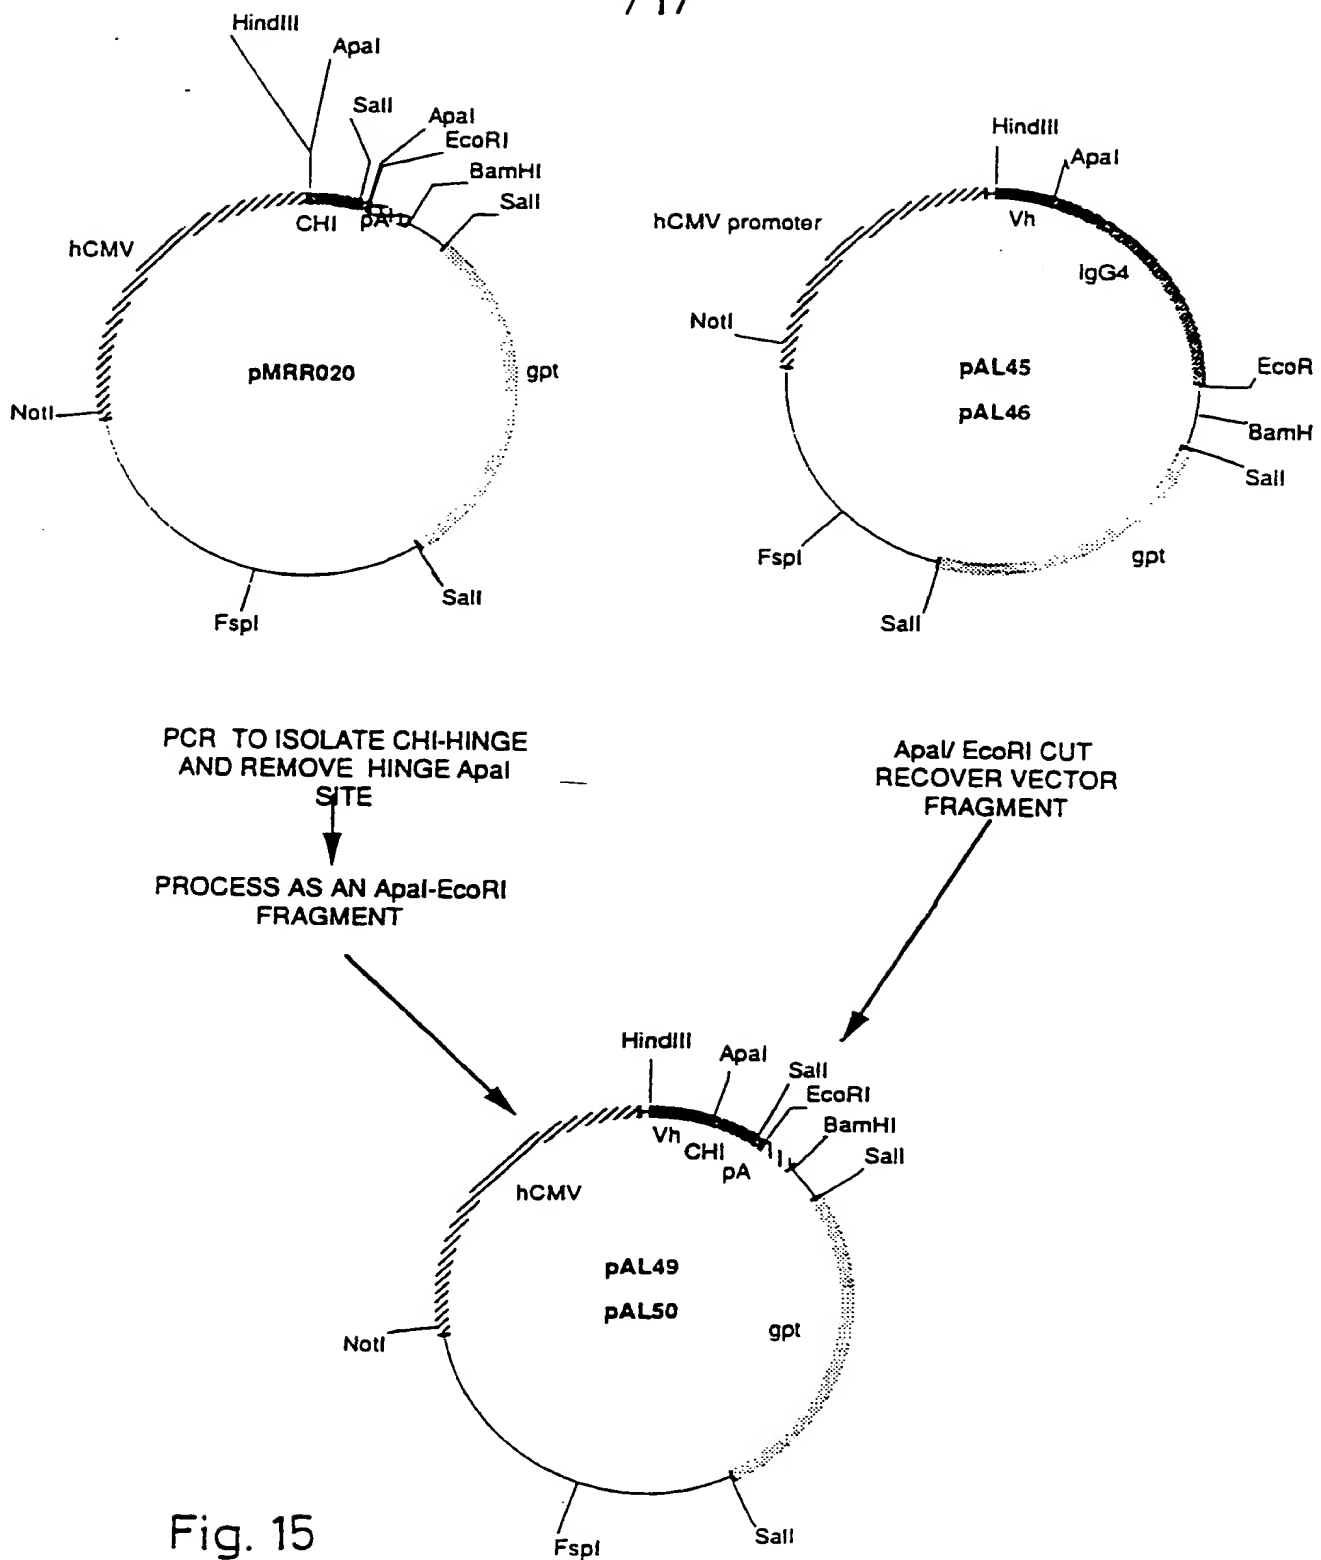 HindIII
ApaI
SalI
ApaI
EcoRI
BamHI
SalI
CHI
pA
hCMV
gpt
pMRR020
NotI
SalI
FspI
HindIII
ApaI
hCMV promoter
Vh
IgG4
NotI
pAL45
pAL46
EcoR
BamH
SalI
FspI
gpt
SalI
PCR TO ISOLATE CHI-HINGE
AND REMOVE HINGE ApaI
SITE
PROCESS AS AN ApaI-EcoRI
FRAGMENT
ApaI/ EcoRI CUT
RECOVER VECTOR
FRAGMENT
HindIII
ApaI
SalI
EcoRI
BamHI
SalI
Vh
CHI
pA
hCMV
pAL49
pAL50
gpt
NotI
SalI
FspI
Fig. 15